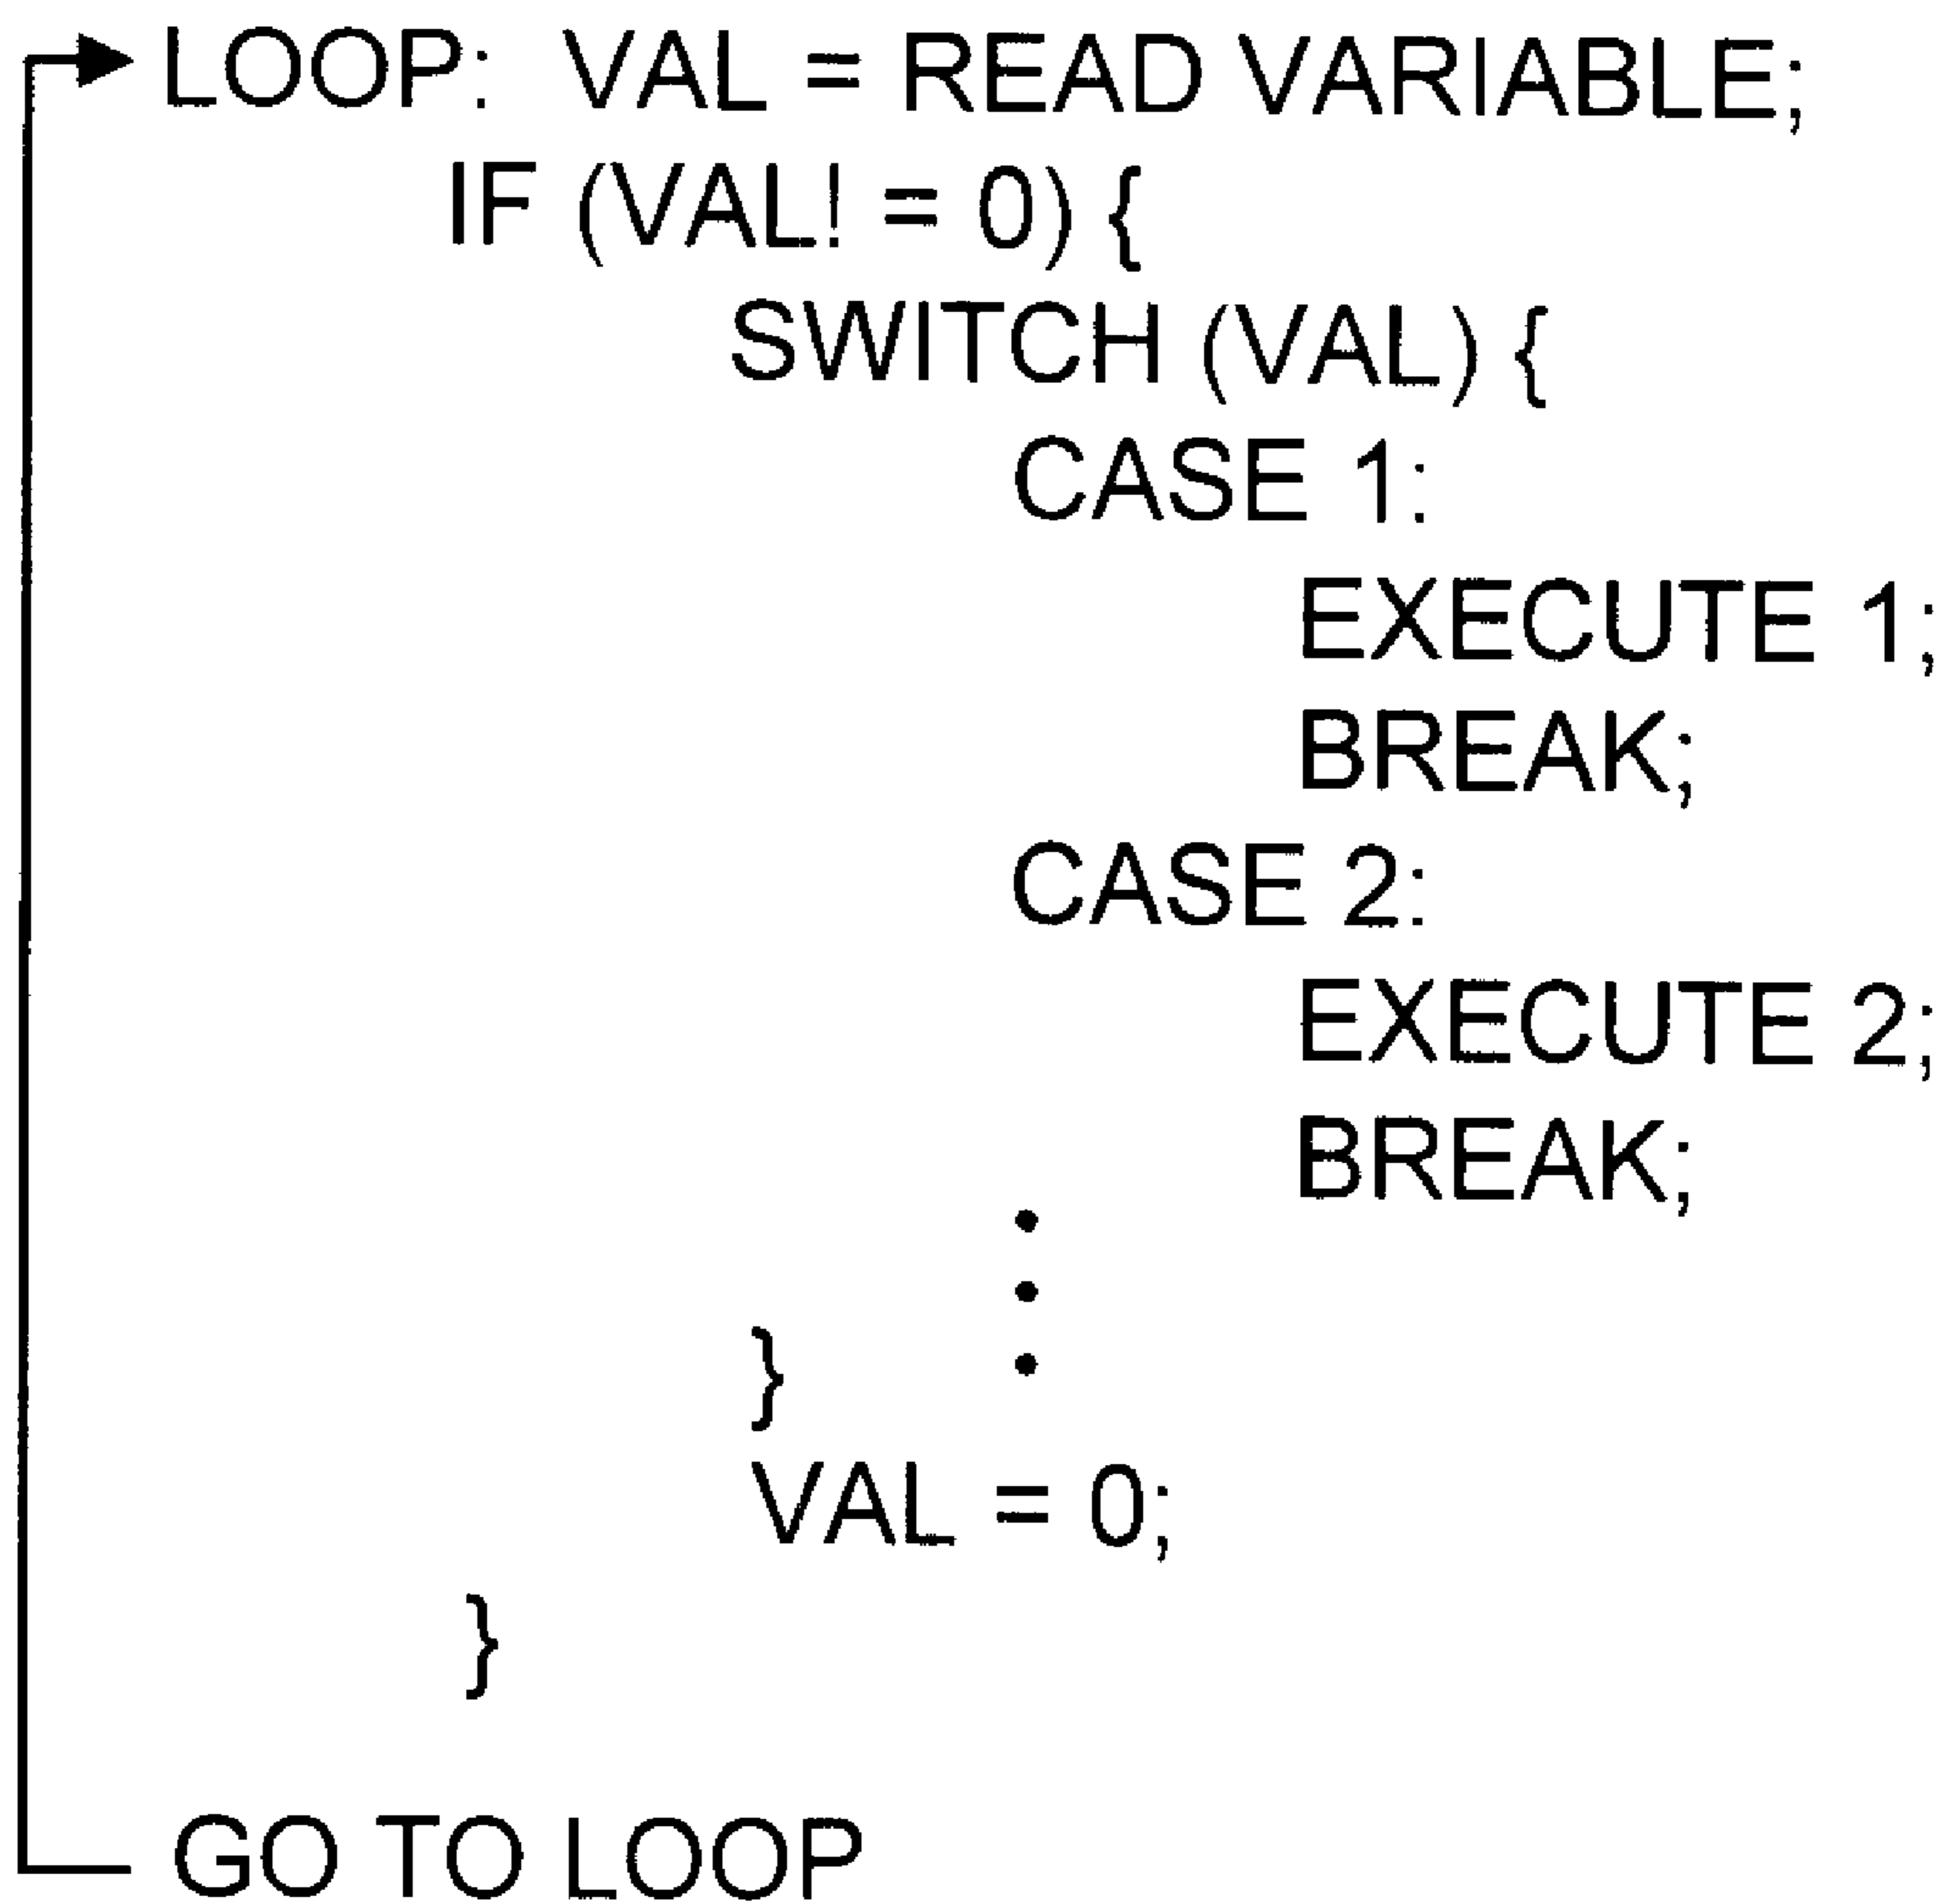 LOOP: VAL = READ VARIABLE;
IF (VAL! = 0) {
SWITCH (VAL) {
CASE 1:
EXECUTE 1;
BREAK;
CASE 2:
EXECUTE 2;
BREAK;
}
VAL = 0;
}
GO TO LOOP